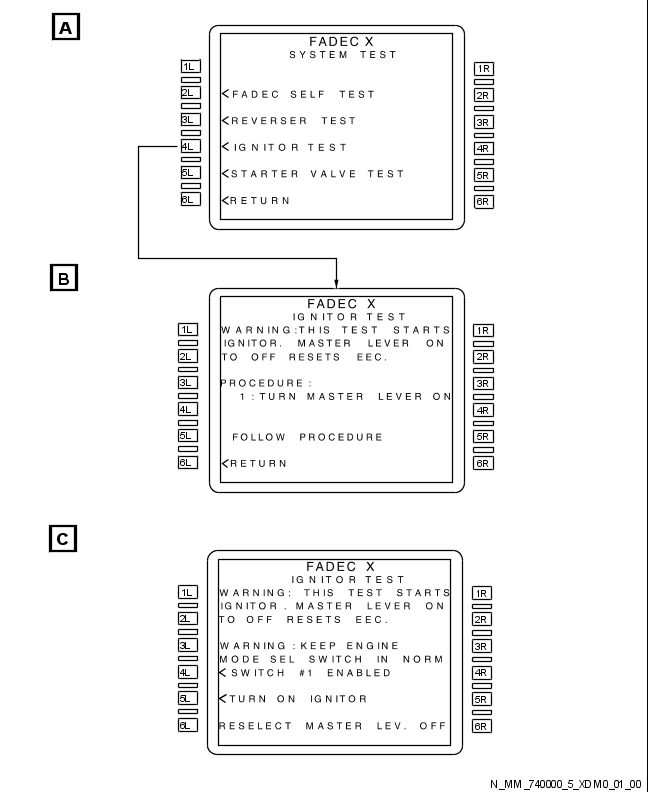 A
FADEC X
SYSTEM TEST
1L 1R
2L <FADEC SELF TEST 2R
3L <REVERSER TEST 3R
4L <IGNITOR TEST 4R
5L <STARTER VALVE TEST 5R
6L <RETURN 6R
B
FADEC X
IGNITOR TEST
1L WARNING:THIS TEST STARTS 1R
IGNITOR. MASTER LEVER ON
2L TO OFF RESETS EEC. 2R
3L PROCEDURE: 3R
1:TURN MASTER LEVER ON
4L 4R
5L FOLLOW PROCEDURE 5R
6L <RETURN 6R
C
FADEC X
IGNITOR TEST
1L WARNING: THIS TEST STARTS 1R
IGNITOR. MASTER LEVER ON
2L TO OFF RESETS EEC. 2R
3L WARNING:KEEP ENGINE 3R
MODE SEL SWITCH IN NORM
4L <SWITCH #1 ENABLED 4R
5L <TURN ON IGNITOR 5R
6L RESELECT MASTER LEV. OFF 6R
N_MM_740000_5_XDM0_01_00